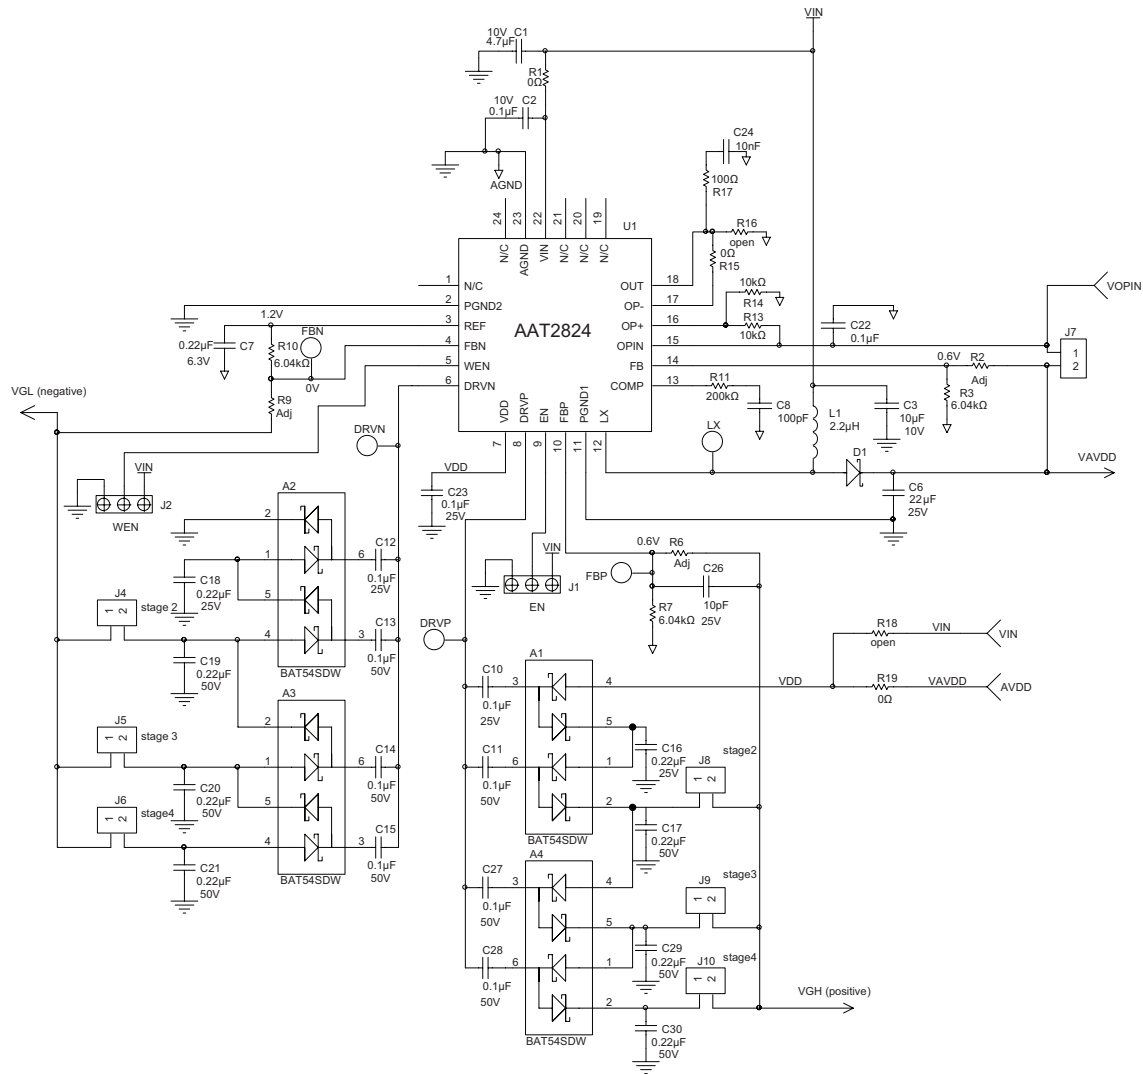 VIN
10V C1
4.7µF
R1
0Ω
10V C2
0.1µF
AGND
C24
10nF
100Ω
R17
R16
open
0Ω
R15
24
23
22
21
20
19
U1
N/C
AGND
VIN
N/C
N/C
N/C
AAT2824
1 N/C
2 PGND2
3 REF
4 FBN
5 WEN
6 DRVN
OUT 18
OP- 17
OP+ 16
OPIN 15
FB 14
COMP 13
VDD
DRVP
EN
FBP
PGND1
LX
7
8
9
10
11
12
10kΩ
R14
R13
10kΩ
C22
0.1µF
VOPIN
J7
1
2
0.6V R2
Adj
R3
6.04kΩ
R11
200kΩ
C8
100pF
L1
2.2µH
C3
10µF
10V
LX
D1
VAVDD
C6
22µF
25V
1.2V
FBN
0.22µF C7
6.3V
R10
6.04kΩ
0V
R9
Adj
VGL (negative)
DRVN
VDD
C23
0.1µF
25V
VIN
J2
WEN
A2
2
1
5
4
6 C12
0.1µF
25V
3 C13
0.1µF
50V
BAT54SDW
C18
0.22µF
25V
J4
1 2
stage 2
C19
0.22µF
50V
A3
2
1
5
4
6 C14
0.1µF
50V
3 C15
0.1µF
50V
BAT54SDW
J5
1 2
stage 3
C20
0.22µF
50V
J6
1 2
stage4
C21
0.22µF
50V
VIN
J1
EN
0.6V R6
Adj
FBP
C26
10pF
25V
R7
6.04kΩ
DRVP
R18
open
VIN
VIN
VDD
R19
0Ω
VAVDD
AVDD
A1
C10 3
0.1µF
25V
4
5
C11 6
0.1µF
50V
1
2
BAT54SDW
C16
0.22µF
25V
stage2
J8
1 2
C17
0.22µF
50V
A4
C27 3
0.1µF
50V
4
5
C28 6
0.1µF
50V
1
2
BAT54SDW
stage3
J9
1 2
C29
0.22µF
50V
stage4
J10
1 2
C30
0.22µF
50V
VGH (positive)